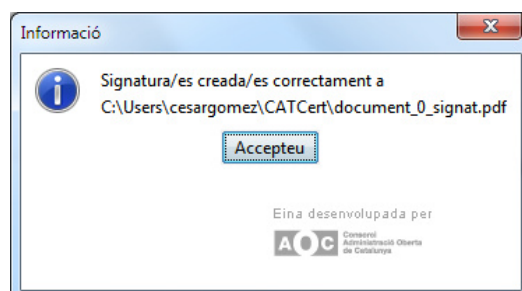 Informació
Signatura/es creada/es correctament a
C:\Users\cesargomez\CATCert\document_0_signat.pdf
Accepteu
Eina desenvolupada per
AOC
Consorci
Administració Oberta
de Catalunya